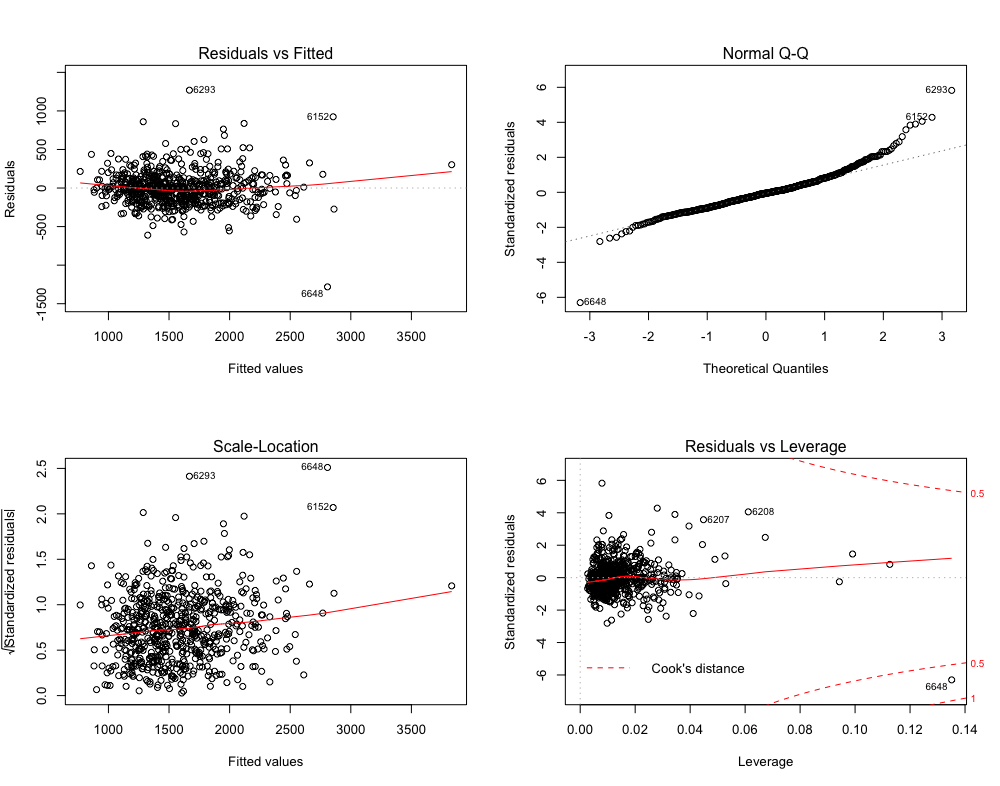 Residuals vs Fitted
Residuals
-1500
-500
0
500
1000
6293
6152
6648
1000 1500 2000 2500 3000 3500
Fitted values
Normal Q-Q
Standardized residuals
-6 -4 -2 0 2 4 6
6293
6152
6648
-3 -2 -1 0 1 2 3
Theoretical Quantiles
Scale-Location
√|Standardized residuals|
0.0 0.5 1.0 1.5 2.0 2.5
6648
6293
6152
1000 1500 2000 2500 3000 3500
Fitted values
Residuals vs Leverage
Standardized residuals
-6 -4 -2 0 2 4 6
0.5
6207
6208
Cook's distance
0.5
6648
1
0.00 0.02 0.04 0.06 0.08 0.10 0.12 0.14
Leverage